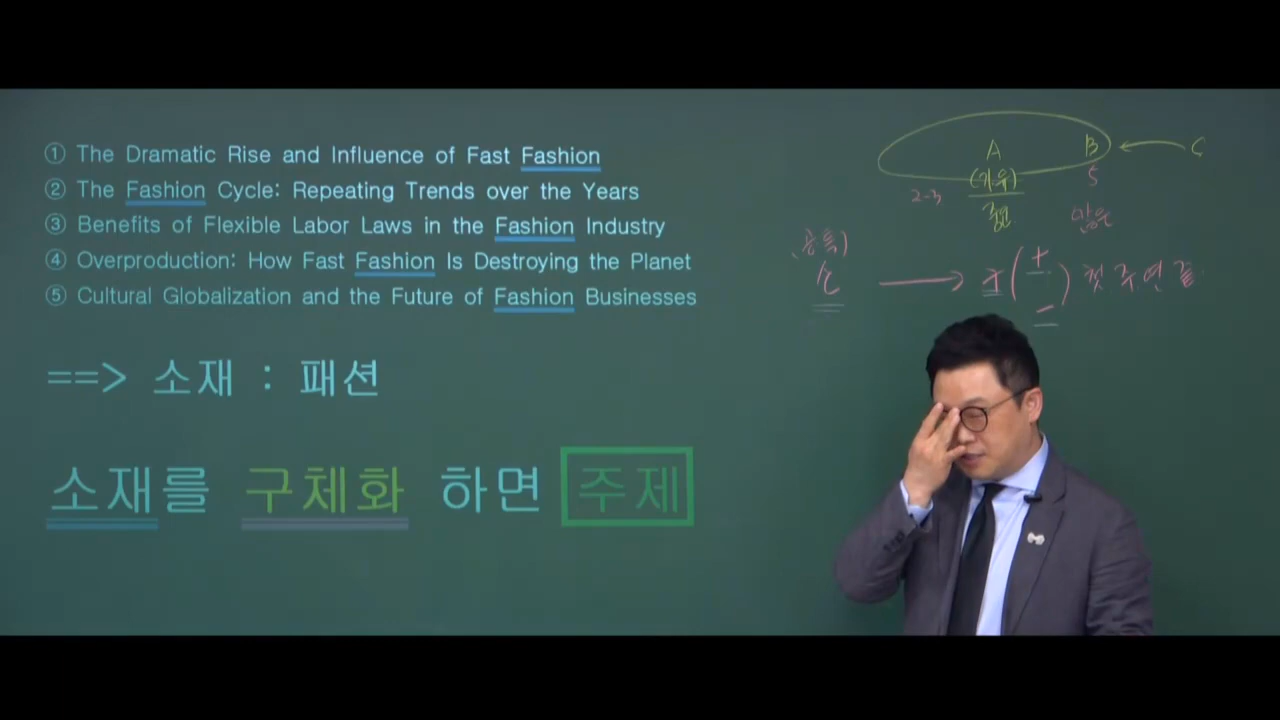 ① The Dramatic Rise and Influence of Fast Fashion
② The Fashion Cycle: Repeating Trends over the Years
③ Benefits of Flexible Labor Laws in the Fashion Industry
④ Overproduction: How Fast Fashion Is Destroying the Planet
⑤ Cultural Globalization and the Future of Fashion Businesses
==> 소재 : 패션
소재를 구체화 하면 주제
A B C
2-3 5
+
-